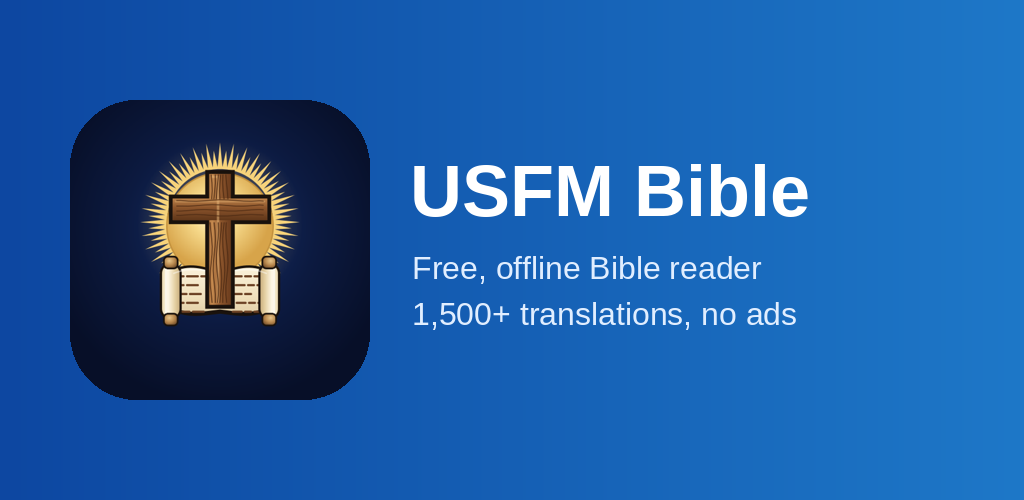 USFM Bible
Free, offline Bible reader
1,500+ translations, no ads